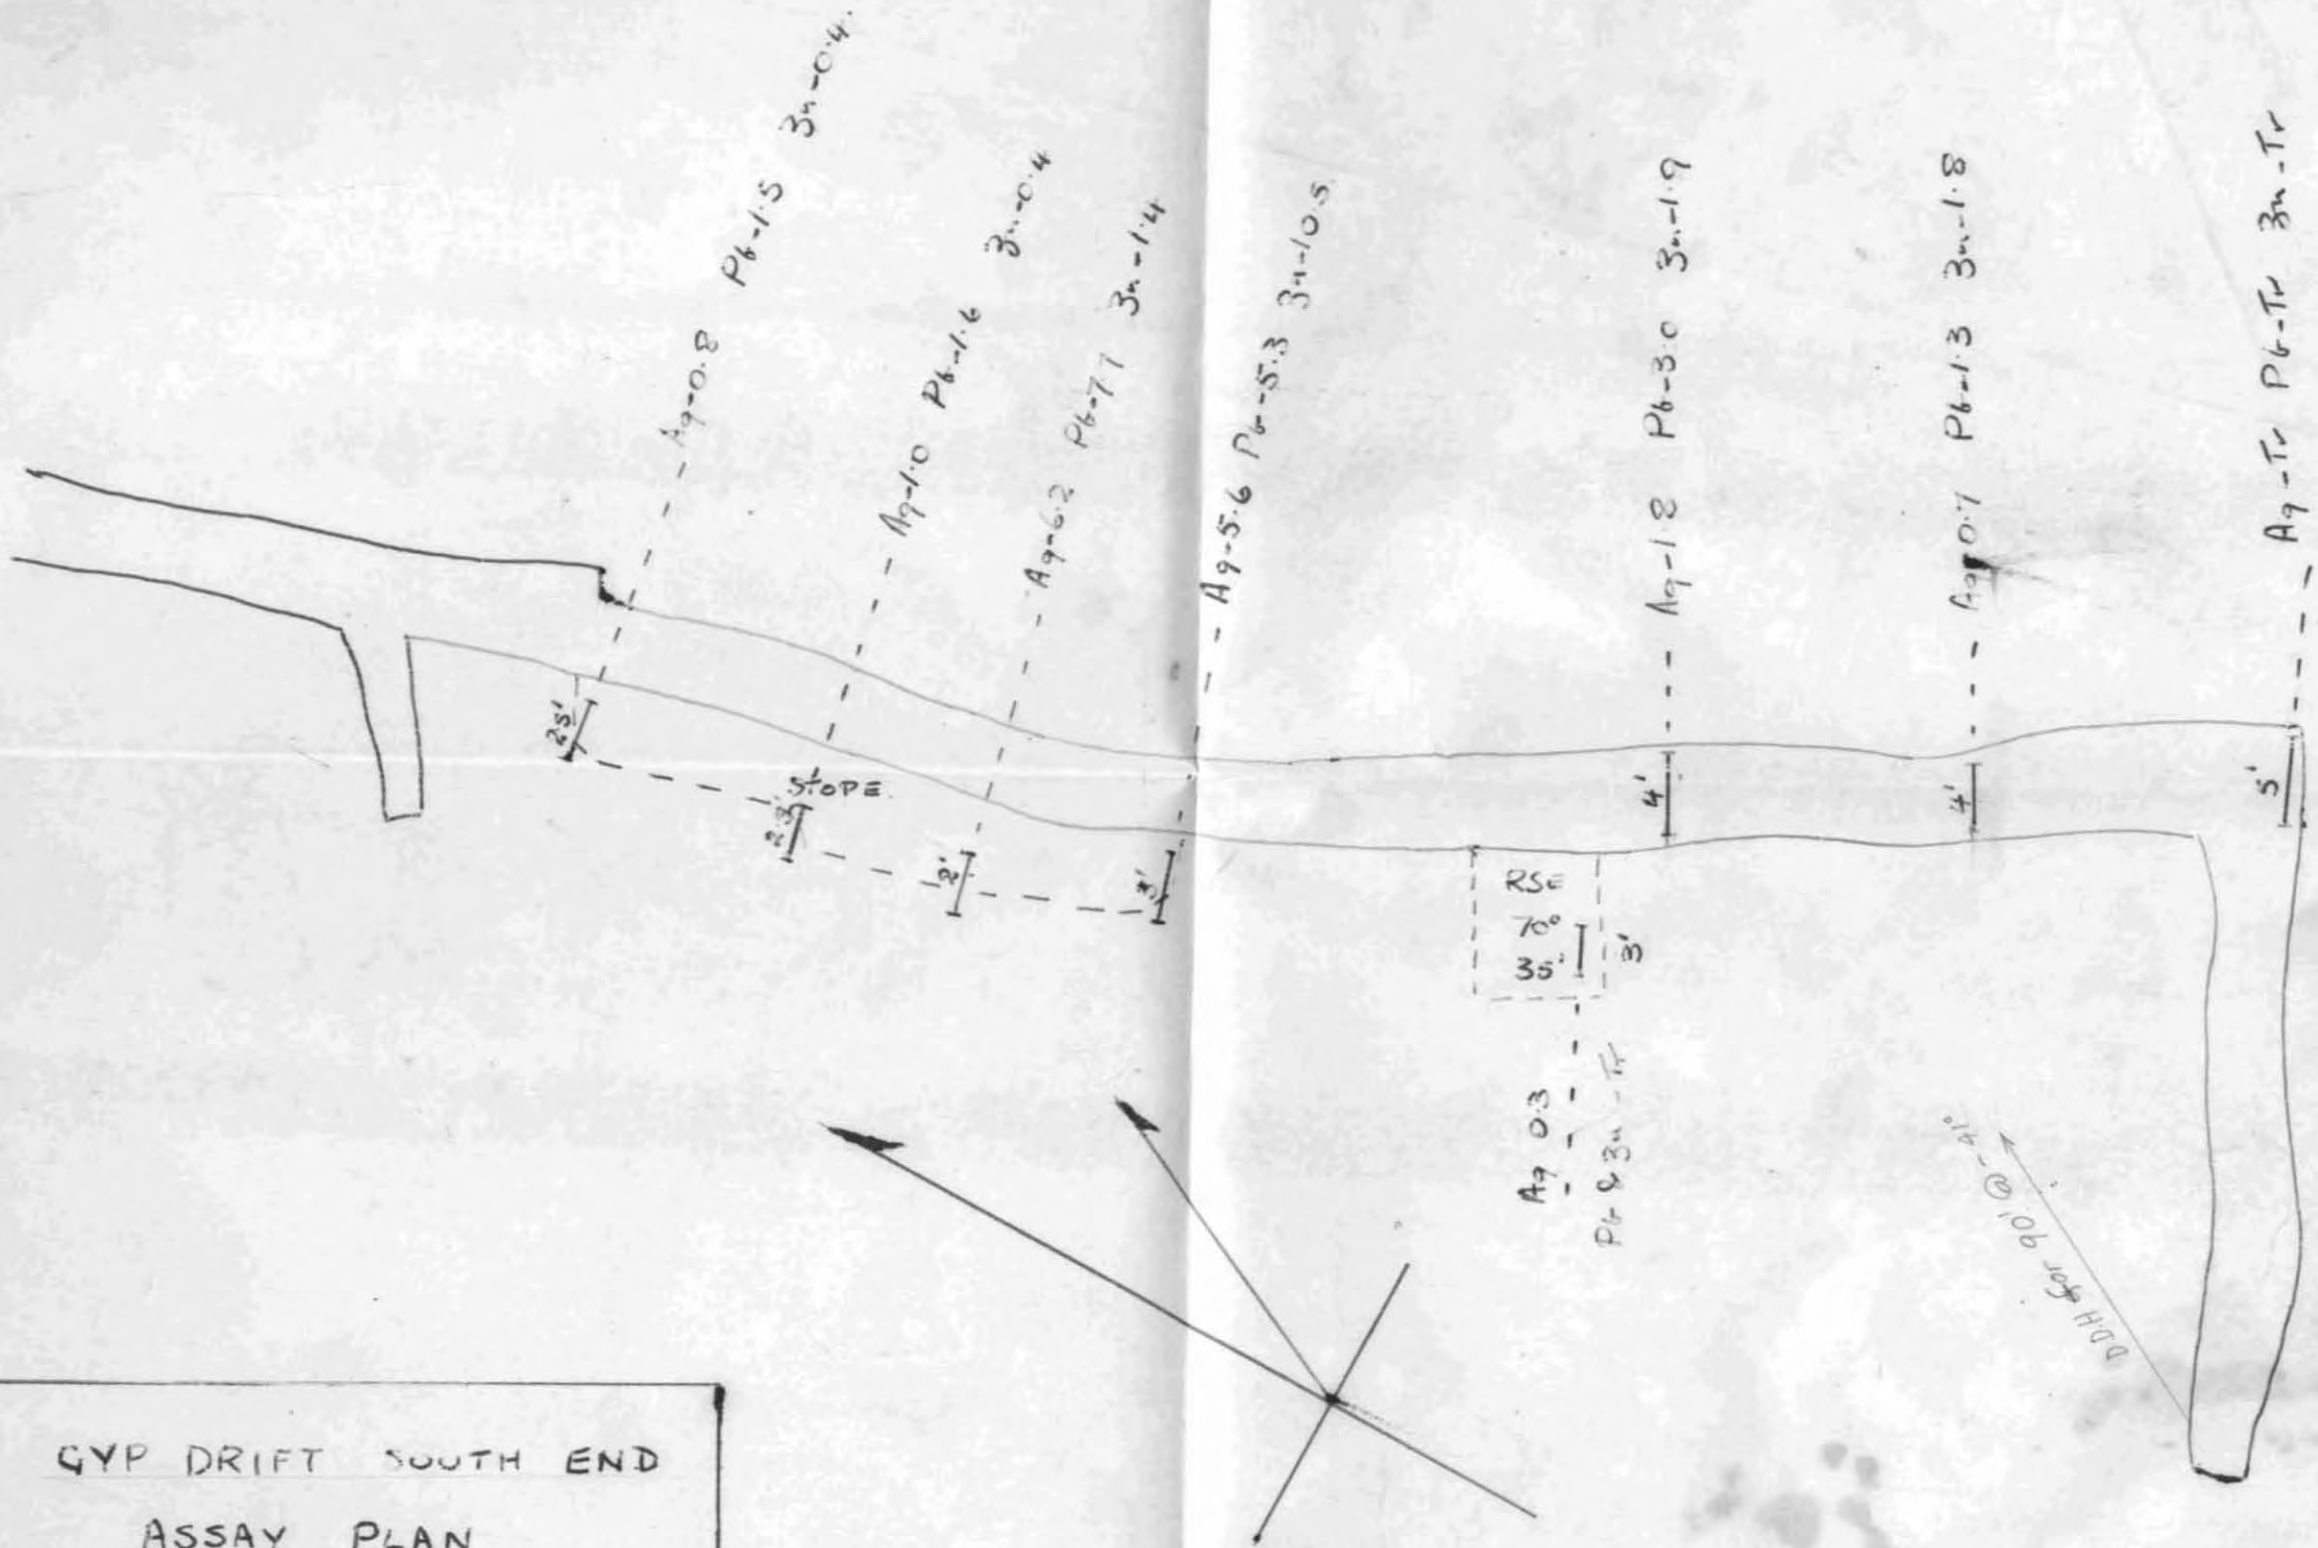 Ag-0.8 Pb-1.5 Zn-0.4
Ag-1.0 Pb-1.6 Zn-0.4
Ag-6.2 Pb-7.7 Zn-1.4
Ag-5.6 Pb-5.3 Zn-10.5
Ag-1.8 Pb-3.0 Zn-1.9
Ag-0.7 Pb-1.3 Zn-1.8
Ag-Tr Pb-Tr Zn-Tr
2.5'
STOPE
2.3'
2'
3'
4'
4'
5'
RSE
70°
35'
3'
Ag 0.3
Pb & Zn-Tr
DDH for 90' @ -41°
GYP DRIFT SOUTH END
ASSAY PLAN